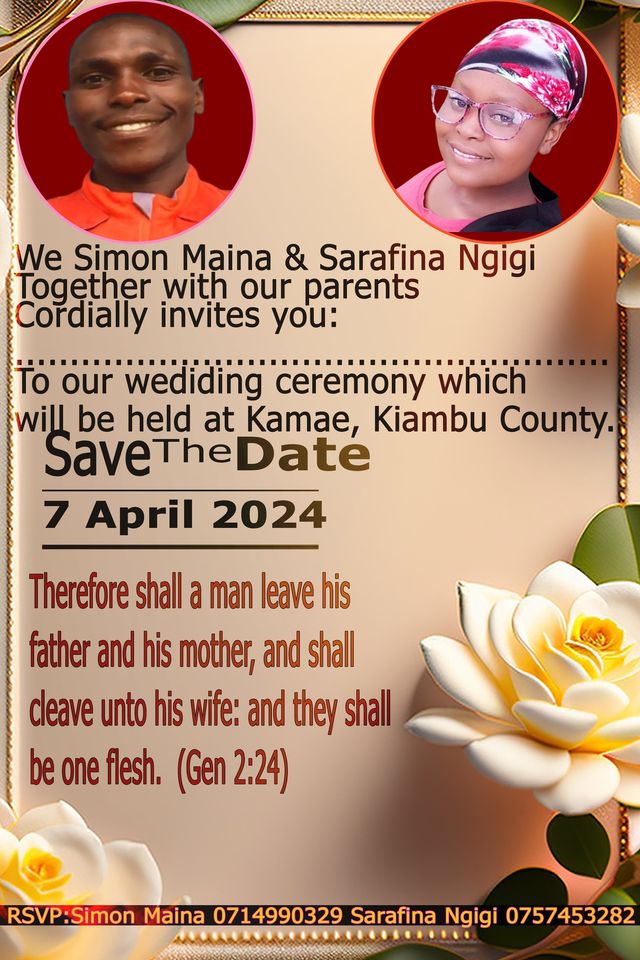 We Simon Maina & Sarafina Ngigi
Together with our parents
Cordially invites you:
.......................................................
To our wediding ceremony which
will be held at Kamae, Kiambu County.
Save The Date
7 April 2024
Therefore shall a man leave his
father and his mother, and shall
cleave unto his wife: and they shall
be one flesh. (Gen 2:24)
RSVP:Simon Maina 0714990329 Sarafina Ngigi 0757453282